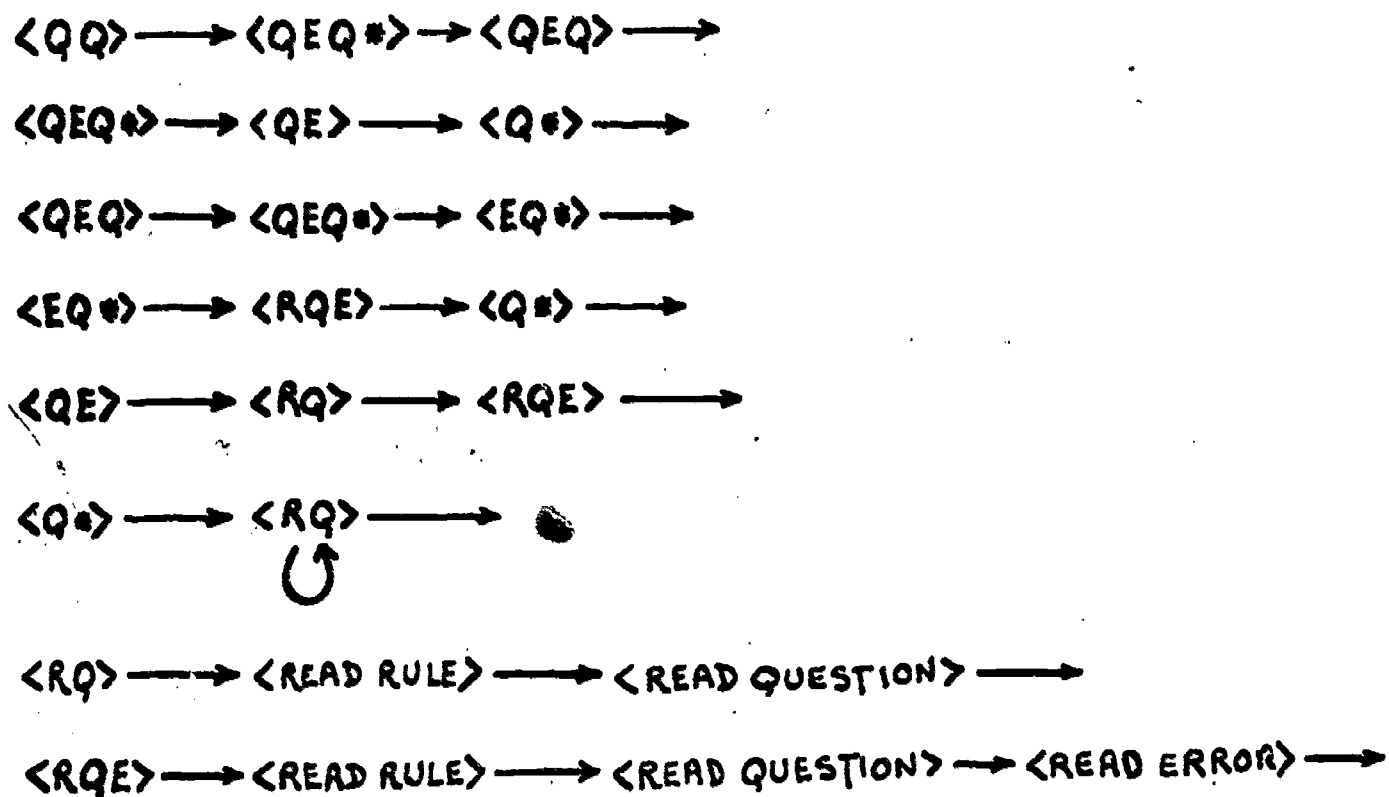 <QQ> → <QEQ*> → <QEQ> →
<QEQ*> → <QE> → <Q*> →
<QEQ> → <QEQ*> → <EQ*> →
<EQ*> → <RQE> → <Q*> →
<QE> → <RQ> → <RQE> →
<Q*> → <RQ> →
<RQ> → <READ RULE> → <READ QUESTION> →
<RQE> → <READ RULE> → <READ QUESTION> → <READ ERROR> →